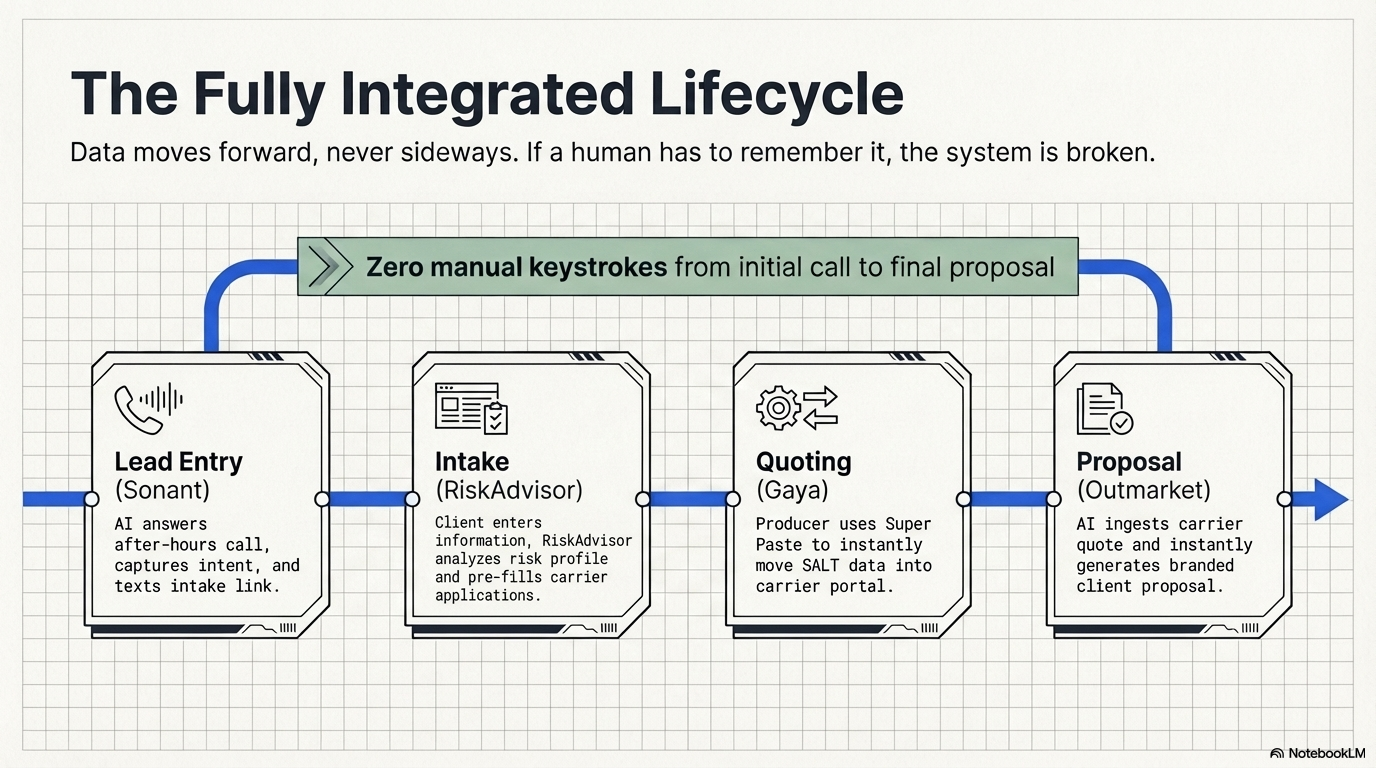 The Fully Integrated Lifecycle
Data moves forward, never sideways. If a human has to remember it, the system is broken.
Zero manual keystrokes from initial call to final proposal
Lead Entry
(Sonant)
AI answers
after-hours call,
captures intent, and
texts intake link.
Intake
(RiskAdvisor)
Client enters
information, RiskAdvisor
analyzes risk profile
and pre-fills carrier
applications.
Quoting
(Gaya)
Producer uses Super
Paste to instantly
move SALT data into
carrier portal.
Proposal
(Outmarket)
AI ingests carrier
quote and instantly
generates branded
client proposal.
NotebookLM